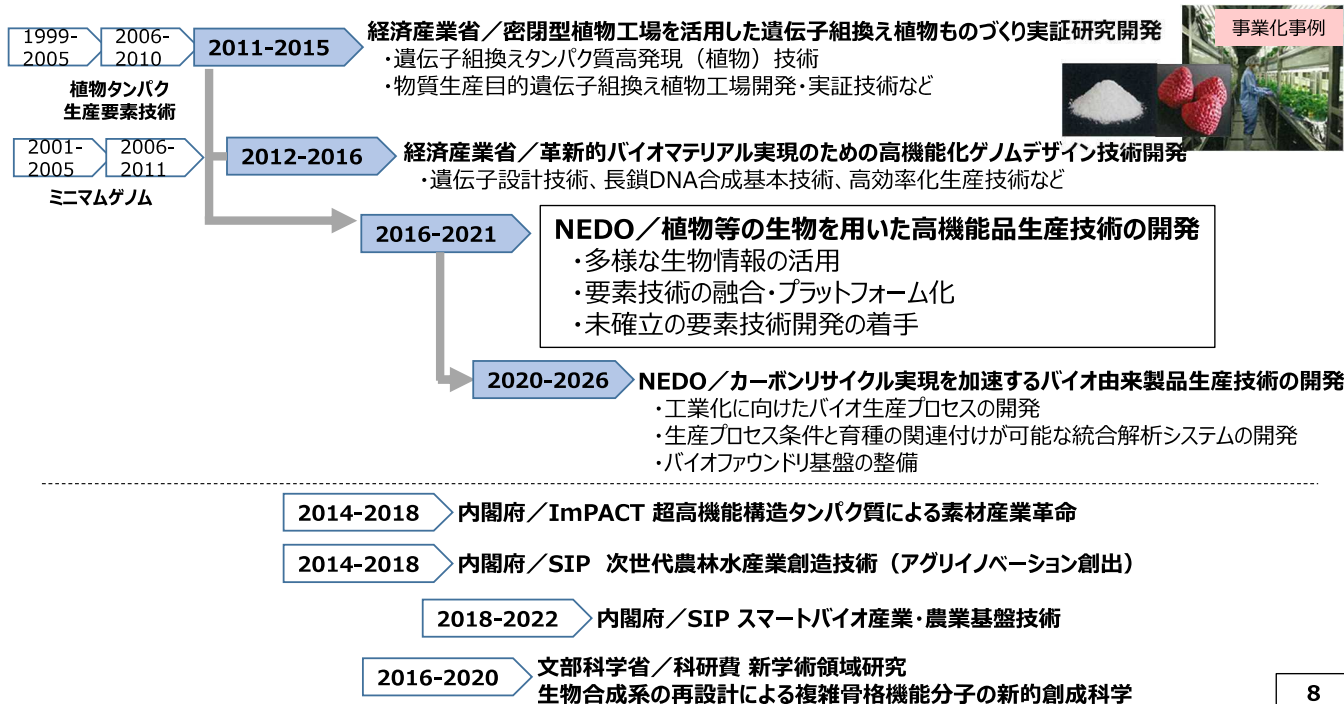 1999-
2005
2006-
2010
2011-2015
経済産業省／密閉型植物工場を活用した遺伝子組換え植物ものづくり実証研究開発
・遺伝子組換えタンパク質高発現（植物）技術
・物質生産目的遺伝子組換え植物工場開発・実証技術など
事業化事例
植物タンパク
生産要素技術
2001-
2005
2006-
2011
ミニマムゲノム
2012-2016
経済産業省／革新的バイオマテリアル実現のための高機能化ゲノムデザイン技術開発
・遺伝子設計技術、長鎖DNA合成基本技術、高効率化生産技術など
2016-2021
NEDO／植物等の生物を用いた高機能品生産技術の開発
・多様な生物情報の活用
・要素技術の融合・プラットフォーム化
・未確立の要素技術開発の着手
2020-2026
NEDO／カーボンリサイクル実現を加速するバイオ由来製品生産技術の開発
・工業化に向けたバイオ生産プロセスの開発
・生産プロセス条件と育種の関連付けが可能な統合解析システムの開発
・バイオファウンドリ基盤の整備
2014-2018
内閣府／ImPACT 超高機能構造タンパク質による素材産業革命
2014-2018
内閣府／SIP 次世代農林水産業創造技術（アグリイノベーション創出）
2018-2022
内閣府／SIP スマートバイオ産業・農業基盤技術
2016-2020
文部科学省／科研費 新学術領域研究
生物合成系の再設計による複雑骨格機能分子の新的創成科学
8